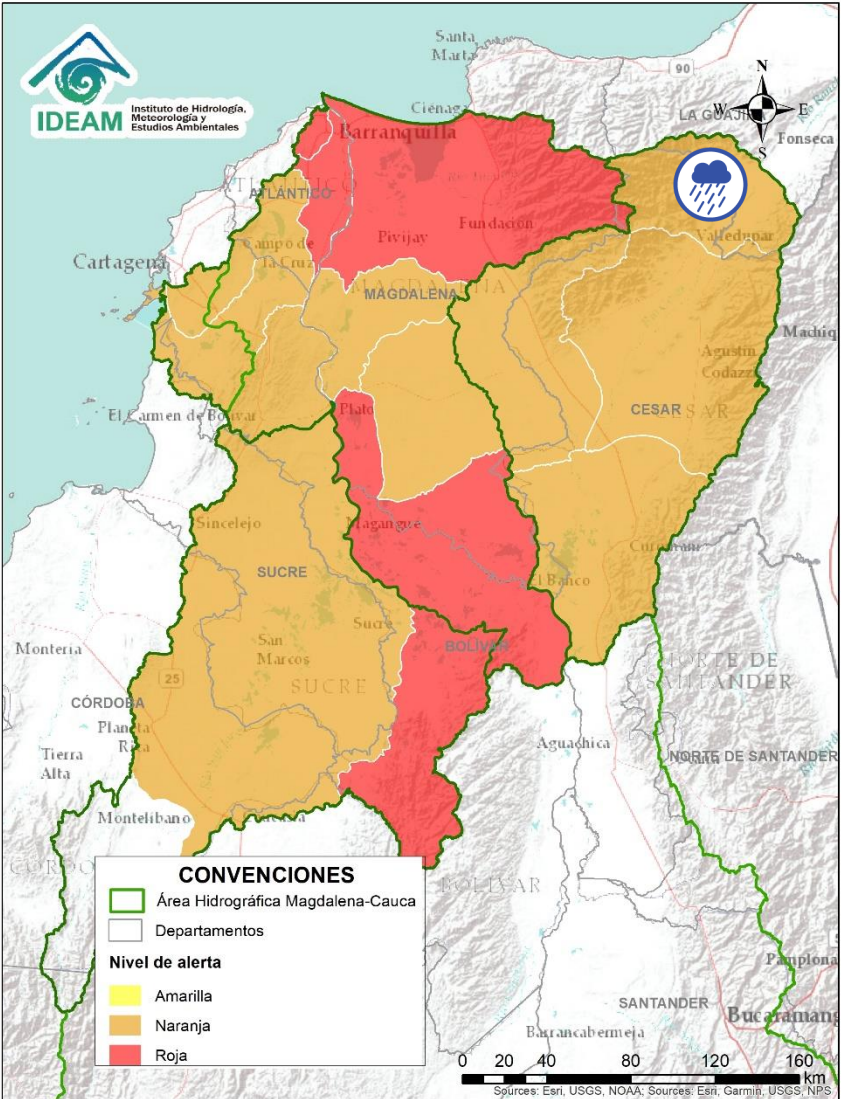 Santa
Marta
90
N
W
E
S
Ciénaga
LA GUAJIRA
Fonseca
IDEAM
Instituto de Hidrología,
Meteorología y
Estudios Ambientales
Barranquilla
ATLÁNTICO
Fundación
Pivijay
Valledupar
Campo de
la Cruz
Cartagena
MAGDALENA
Machiq
Agustín
Codazzi
CESAR
Plato
El Carmen de Bolívar
Sincelejo
Magangué
SUCRE
El Banco
Sucre
BOLÍVAR
San
Marcos
SUCRE
Montería
25
CÓRDOBA
Planeta
Rica
Tierra
Alta
NORTE DE
SANTANDER
Aguachica
NORTE DE SANTANDER
Montelíbano
BOLÍVAR
CONVENCIONES
Área Hidrográfica Magdalena-Cauca
Departamentos
Nivel de alerta
Amarilla
Naranja
Roja
Pamplona
SANTANDER
Bucaramang
Barrancabermeja
0 20 40 80 120 160
km
Sources: Esri, USGS, NOAA; Sources: Esri, Garmin, USGS, NPS